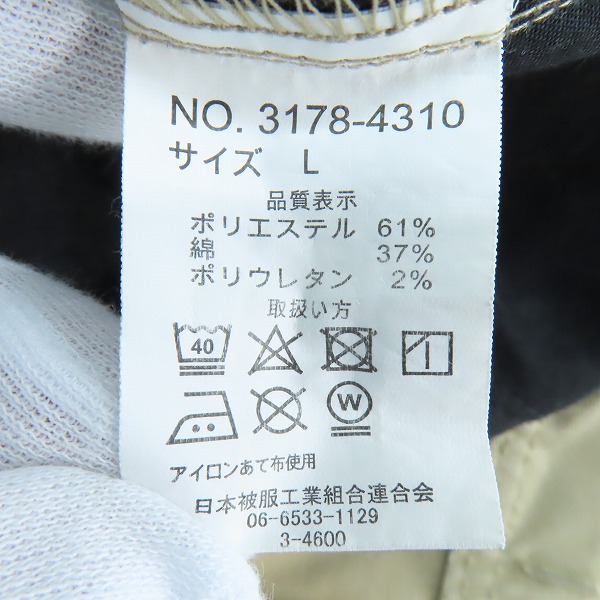 NO. 3178-4310
サイズ L
品質表示
ポリエステル 61%
綿 37%
ポリウレタン 2%
取扱い方
40
W
アイロンあて布使用
日本被服工業組合連合会
06-6533-1129
3-4600